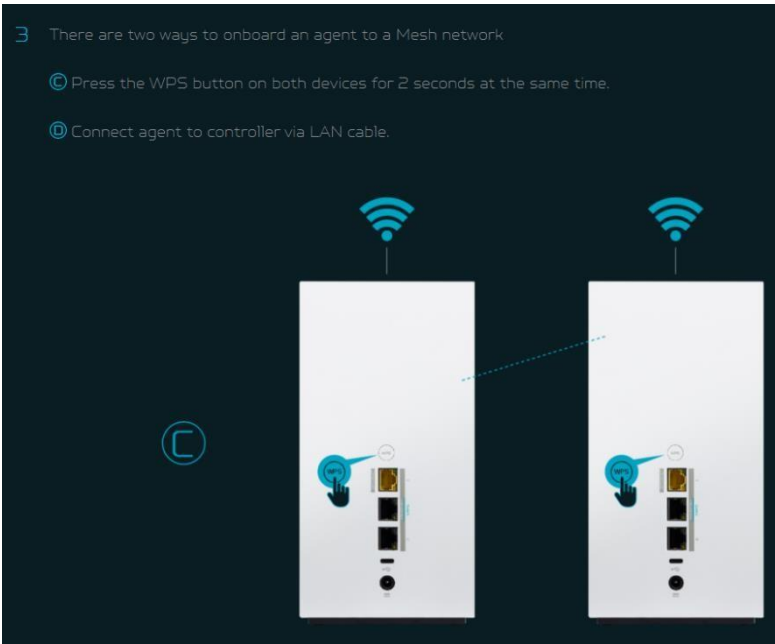 3 There are two ways to onboard an agent to a Mesh network
C Press the WPS button on both devices for 2 seconds at the same time.
D Connect agent to controller via LAN cable.
C
WPS
WPS